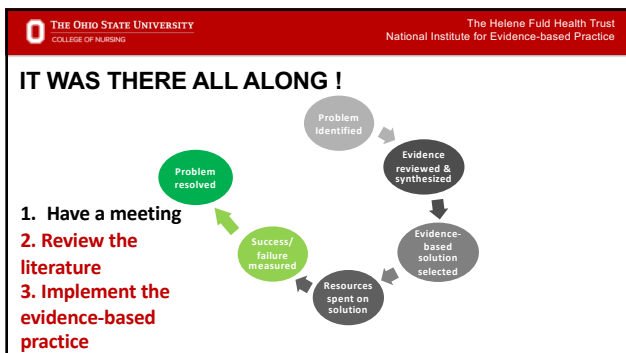 THE OHIO STATE UNIVERSITY
COLLEGE OF NURSING
The Helene Fuld Health Trust
National Institute for Evidence-based Practice
IT WAS THERE ALL ALONG !
Problem
Identified
Evidence
reviewed &
synthesized
Evidence-
based
solution
selected
Resources
spent on
solution
Success/
failure
measured
Problem
resolved
1. Have a meeting
2. Review the
literature
3. Implement the
evidence-based
practice